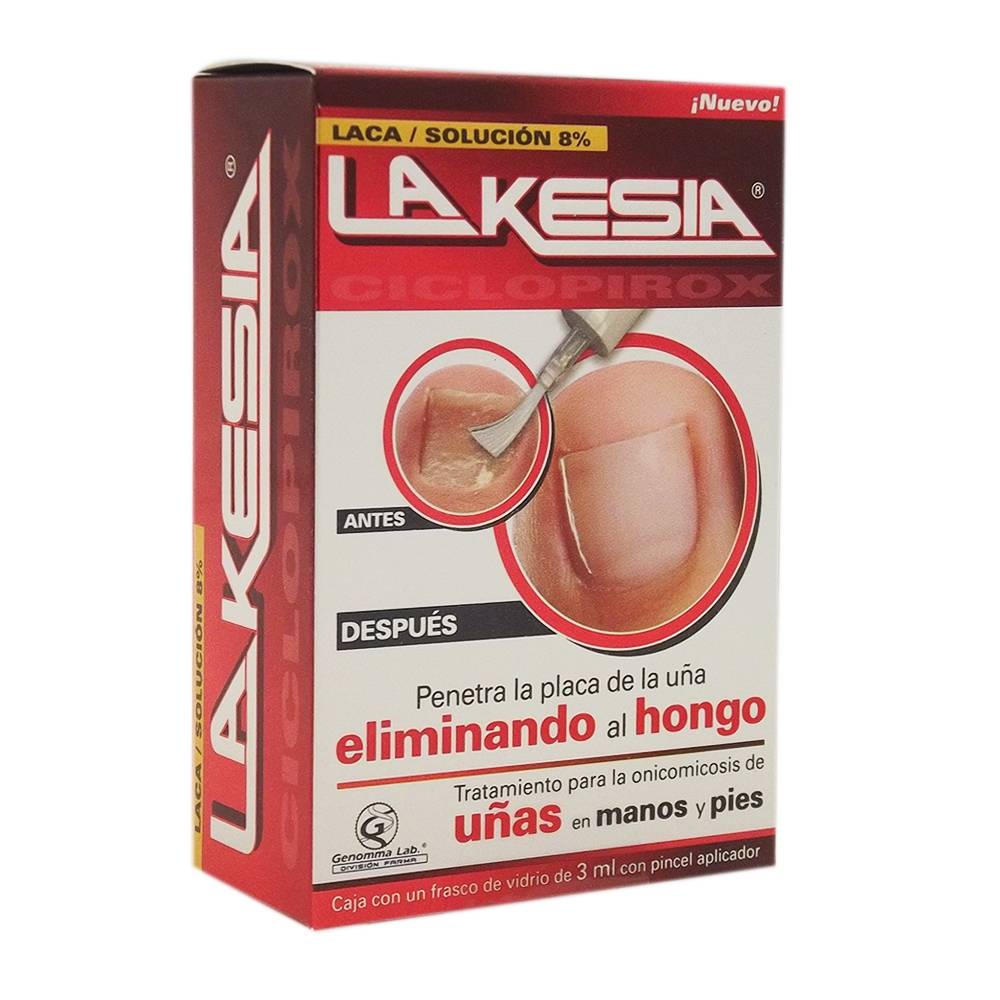 ¡Nuevo!
LACA / SOLUCIÓN 8%
LAKESIA®
CICLOPIROX
ANTES
DESPUÉS
Penetra la placa de la uña
eliminando al hongo
Tratamiento para la onicomicosis de
uñas en manos y pies
G
Genomma Lab.®
DIVISIÓN FARMA
Caja con un frasco de vidrio de 3 ml con pincel aplicador
LACA / SOLUCIÓN 8%
LAKESIA®
CICLOPIROX